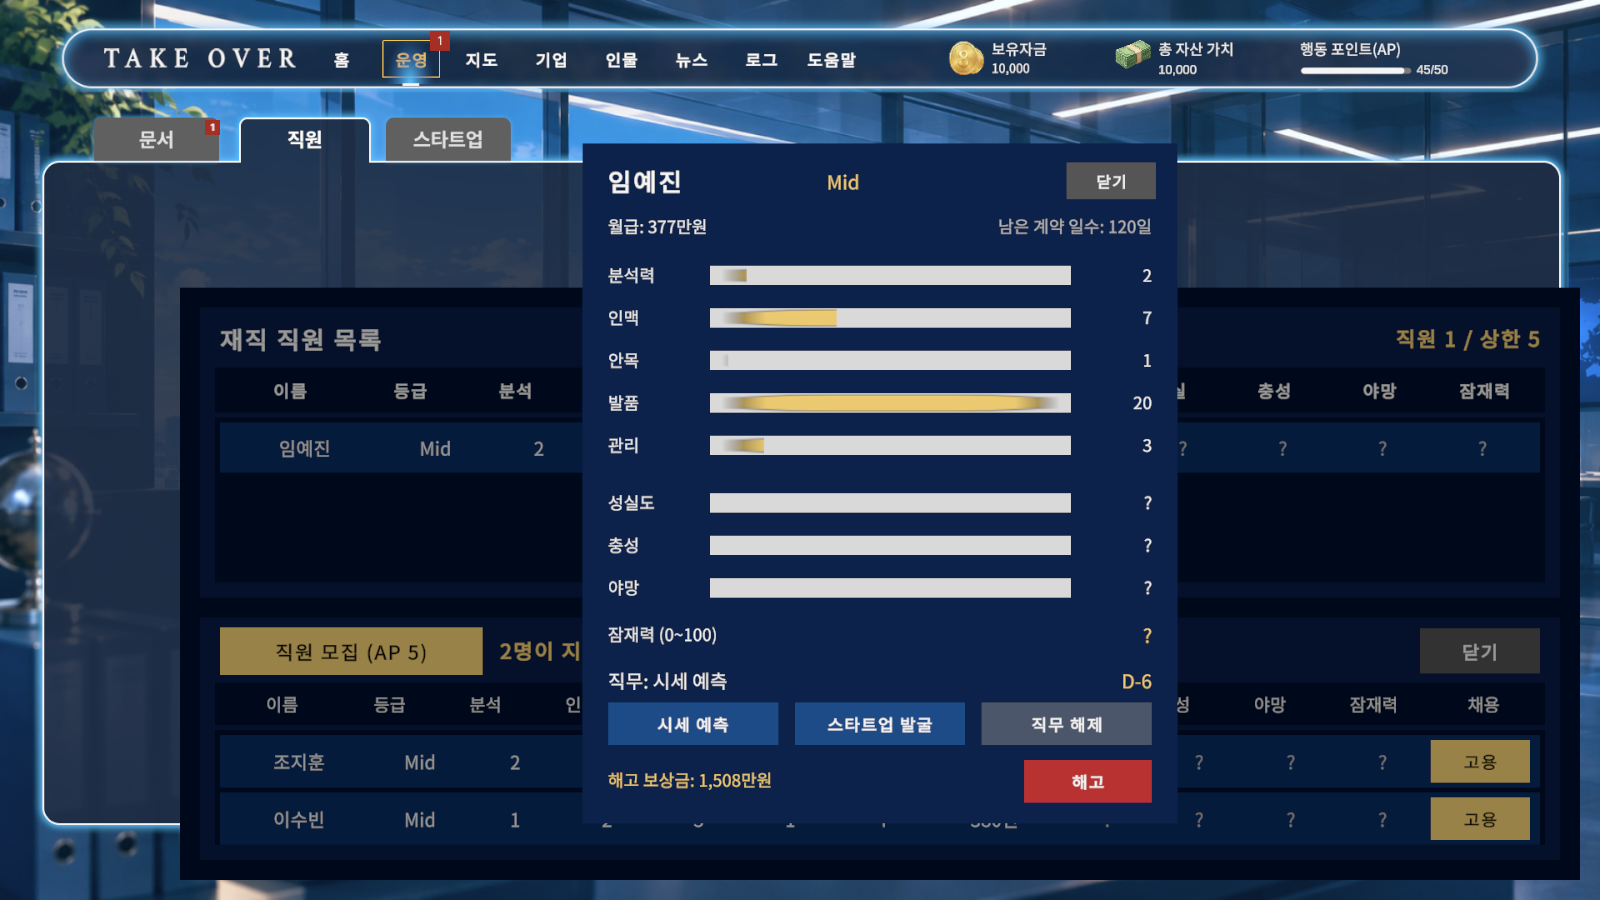 TAKE OVER
홈
운영
1
지도
기업
인물
뉴스
로그
도움말
보유자금
10,000
총 자산 가치
10,000
행동 포인트(AP)
45/50
문서
1
직원
스타트업
임예진
Mid
닫기
월급: 377만원
남은 계약 일수: 120일
분석력
2
인맥
7
안목
1
발품
20
관리
3
성실도
?
충성
?
야망
?
잠재력 (0~100)
?
직무: 시세 예측
D-6
시세 예측
스타트업 발굴
직무 해제
해고 보상금: 1,508만원
해고
재직 직원 목록
직원 1 / 상한 5
이름 등급 분석 충성 야망 잠재력
임예진 Mid 2 ? ? ? ?
직원 모집 (AP 5)
2명이 지
닫기
이름 등급 분석 인 성 야망 잠재력 채용
조지훈 Mid 2 ? ? ? 고용
이수빈 Mid 1 ? ? ? 고용